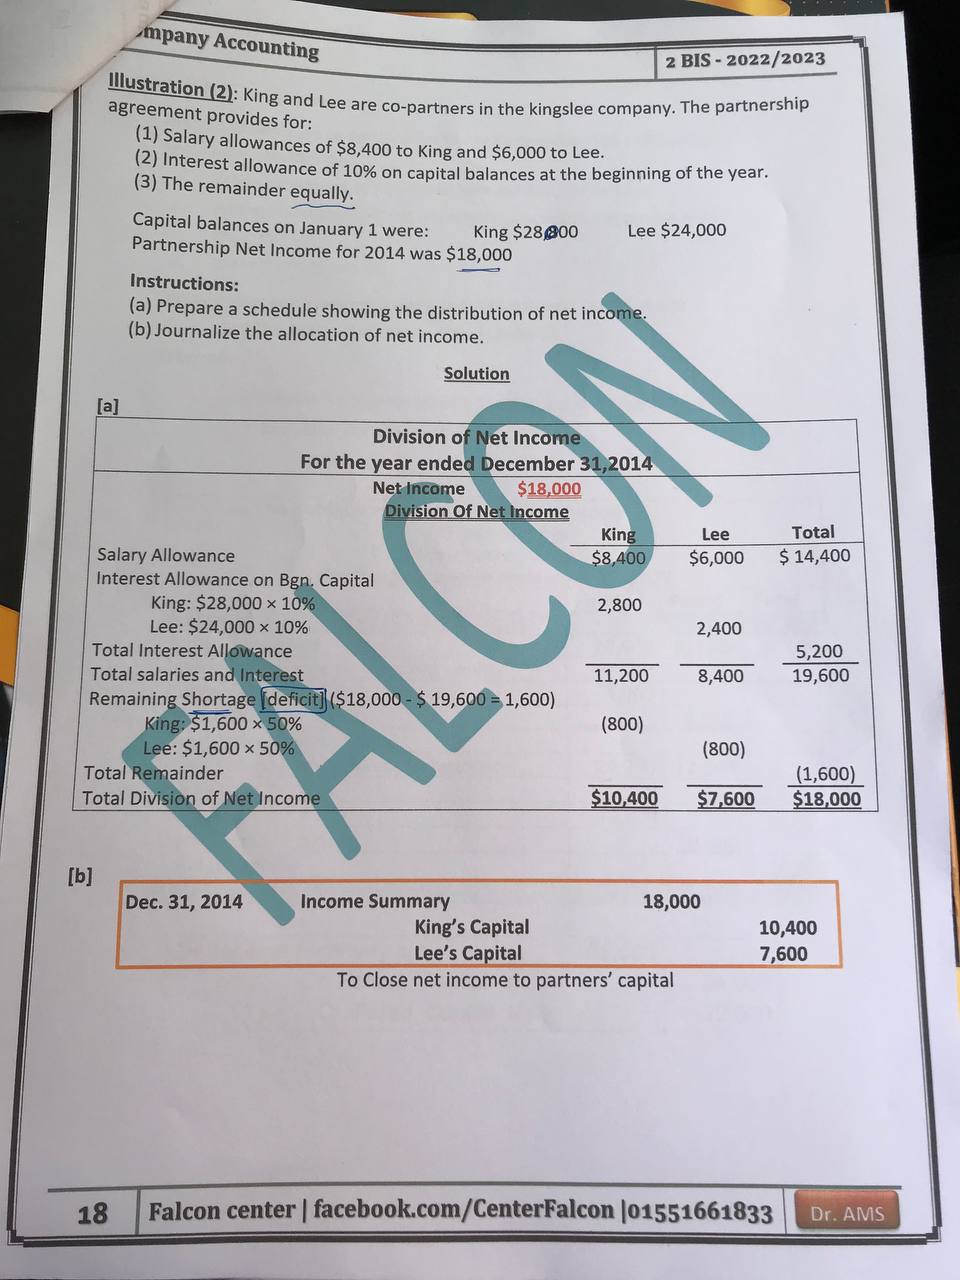 mpany Accounting
2 BIS - 2022/2023
Illustration (2): King and Lee are co-partners in the kingslee company. The partnership
agreement provides for:
(1) Salary allowances of $8,400 to King and $6,000 to Lee.
(2) Interest allowance of 10% on capital balances at the beginning of the year.
(3) The remainder equally.
Capital balances on January 1 were: King $28,000 Lee $24,000
Partnership Net Income for 2014 was $18,000
Instructions:
(a) Prepare a schedule showing the distribution of net income.
(b) Journalize the allocation of net income.
Solution
[a]
Division of Net Income
For the year ended December 31,2014
Net Income $18,000
Division Of Net Income
King Lee Total
Salary Allowance $8,400 $6,000 $ 14,400
Interest Allowance on Bgn. Capital
King: $28,000 × 10% 2,800
Lee: $24,000 × 10% 2,400
Total Interest Allowance 5,200
Total salaries and Interest 11,200 8,400 19,600
Remaining Shortage [deficit] ($18,000 - $ 19,600 = 1,600)
King: $1,600 × 50% (800)
Lee: $1,600 × 50% (800)
Total Remainder (1,600)
Total Division of Net Income $10,400 $7,600 $18,000
FALCON
[b]
Dec. 31, 2014 Income Summary 18,000
King's Capital 10,400
Lee's Capital 7,600
To Close net income to partners' capital
18 Falcon center | facebook.com/CenterFalcon |01551661833 Dr. AMS